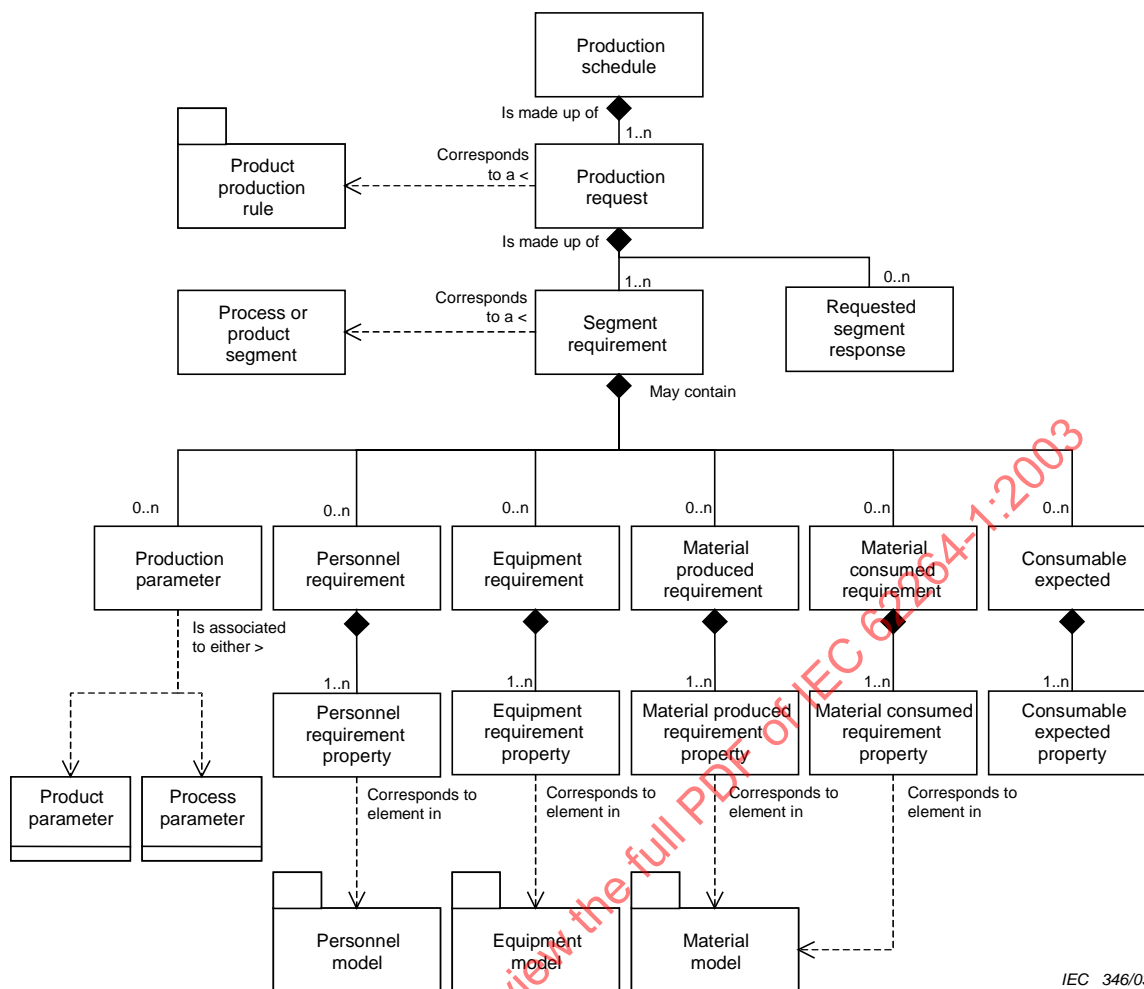 Production
schedule
Is made up of
1..n
Product
production
rule
Corresponds
to a <
Production
request
Is made up of
1..n
0..n
Process or
product
segment
Corresponds
to a <
Segment
requirement
Requested
segment
response
May contain
0..n
0..n
0..n
0..n
0..n
0..n
Production
parameter
Personnel
requirement
Equipment
requirement
Material
produced
requirement
Material
consumed
requirement
Consumable
expected
Is associated
to either >
1..n
1..n
1..n
1..n
1..n
Personnel
requirement
property
Equipment
requirement
property
Material produced
requirement
property
Material consumed
requirement property
Consumable
expected
property
Product
parameter
Process
parameter
Corresponds to
element in
Corresponds to
element in
Corresponds to
element in
Corresponds to
element in
Personnel
model
Equipment
model
Material
model
view the full PDF of IEC 62264-1:2003